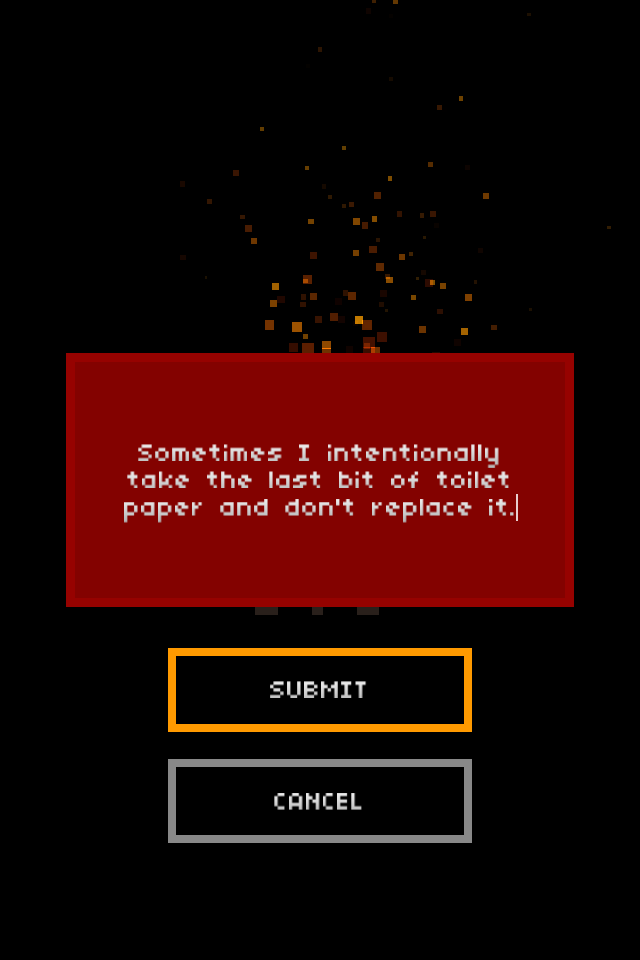 Sometimes I intentionally
take the last bit of toilet
paper and don't replace it.
SUBMIT
CANCEL